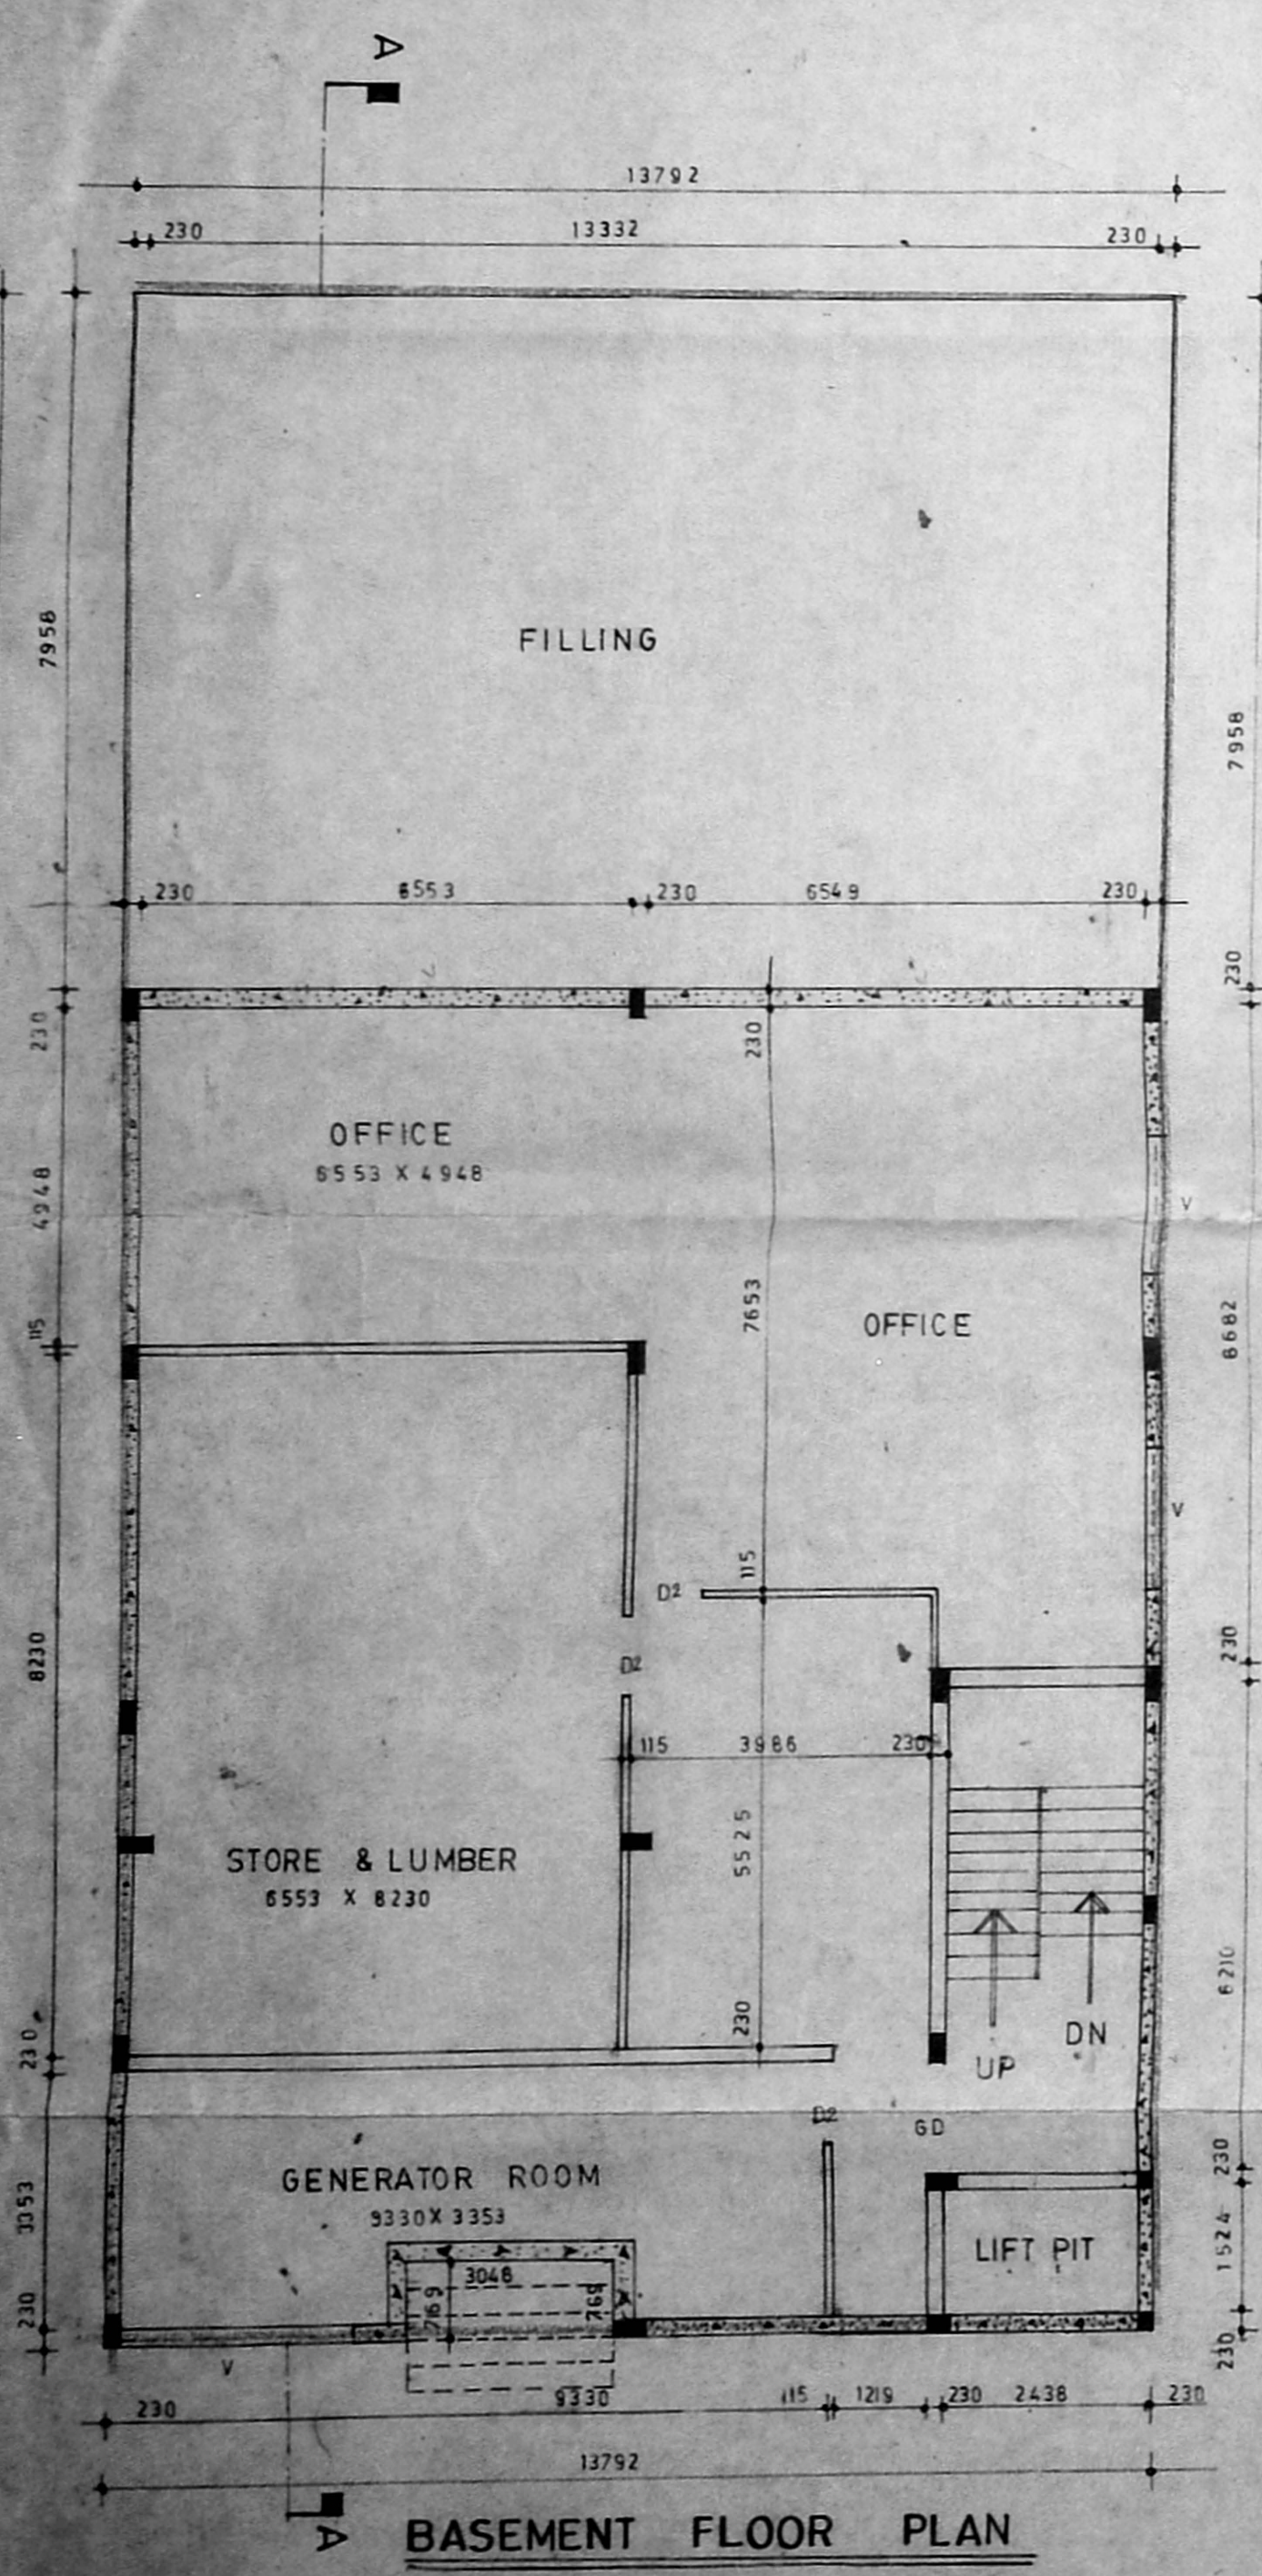 A
13792
230 13332 230
7958
FILLING
7958
230 6553 230 6549 230
230
230
230
OFFICE
6553 X 4948
4948
7653
OFFICE
6682
115
115
D2
D2
230
8230
115 3986 230
5525
STORE & LUMBER
6553 X 8230
6210
230
230
DN
UP
D2
GD
V
V
GENERATOR ROOM
9330 X 3353
3353
230
LIFT PIT
1524
3048
769
769
230
230
V
230 9330 115 1219 230 2438 230
13792
A
BASEMENT FLOOR PLAN